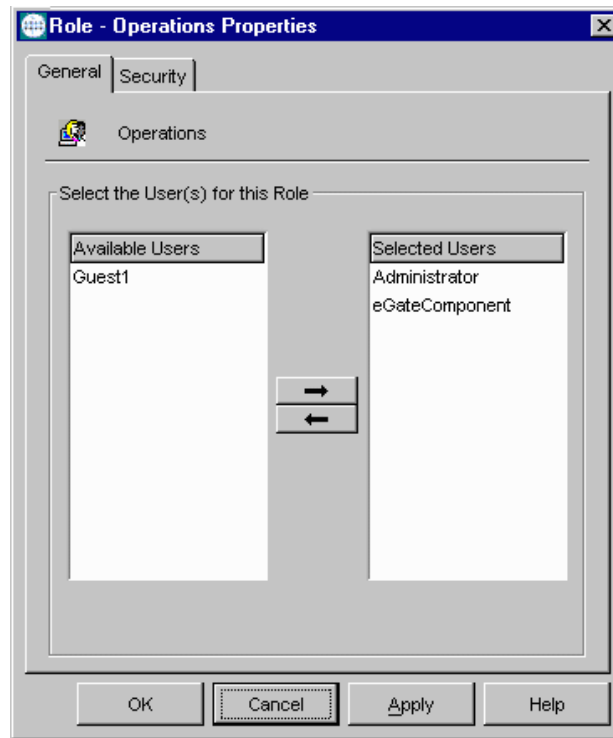 Role - Operations Properties
General
Security
Operations
Select the User(s) for this Role
Available Users
Guest1
Selected Users
Administrator
eGateComponent
OK
Cancel
Apply
Help